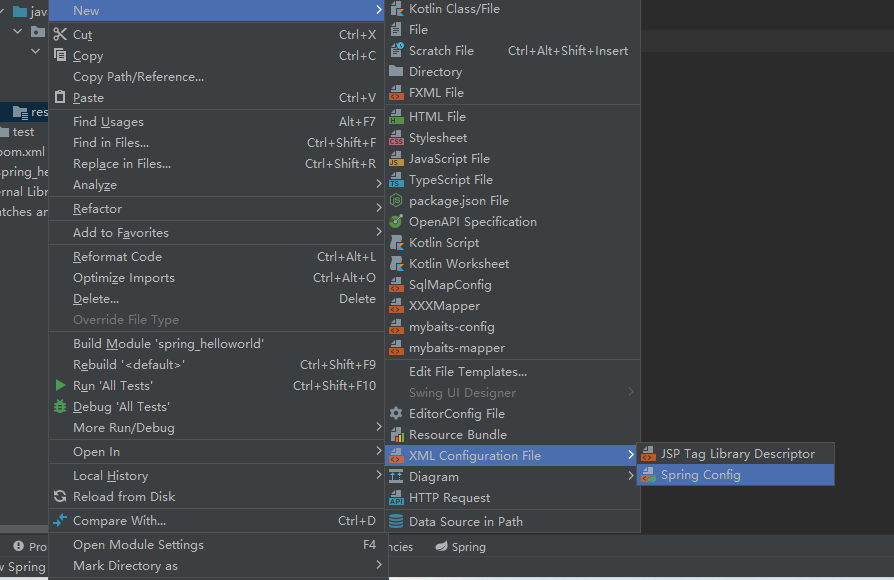 jav
res
test
pom.xml
spring_he
rnal Libr
tches an
New
Cut Ctrl+X
Copy Ctrl+C
Copy Path/Reference...
Paste Ctrl+V
Find Usages Alt+F7
Find in Files... Ctrl+Shift+F
Replace in Files... Ctrl+Shift+R
Analyze
Refactor
Add to Favorites
Reformat Code Ctrl+Alt+L
Optimize Imports Ctrl+Alt+O
Delete... Delete
Override File Type
Build Module 'spring_helloworld'
Rebuild '<default>' Ctrl+Shift+F9
Run 'All Tests' Ctrl+Shift+F10
Debug 'All Tests'
More Run/Debug
Open In
Local History
Reload from Disk
Compare With... Ctrl+D
Open Module Settings F4
Mark Directory as
Kotlin Class/File
File
Scratch File Ctrl+Alt+Shift+Insert
Directory
FXML File
HTML File
Stylesheet
JavaScript File
TypeScript File
package.json File
OpenAPI Specification
Kotlin Script
Kotlin Worksheet
SqlMapConfig
XXXMapper
mybaits-config
mybaits-mapper
Edit File Templates...
Swing UI Designer
EditorConfig File
Resource Bundle
XML Configuration File
Diagram
HTTP Request
Data Source in Path
JSP Tag Library Descriptor
Spring Config
Pro
ncies
Spring
w Spring